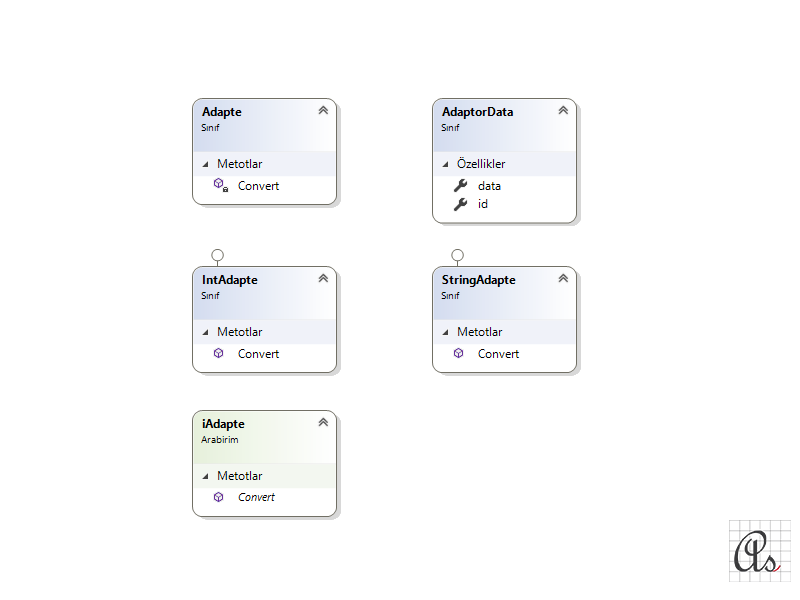 Adapte
Sınıf
Metotlar
Convert
AdaptorData
Sınıf
Özellikler
data
id
IntAdapte
Sınıf
Metotlar
Convert
StringAdapte
Sınıf
Metotlar
Convert
iAdapte
Arabirim
Metotlar
Convert